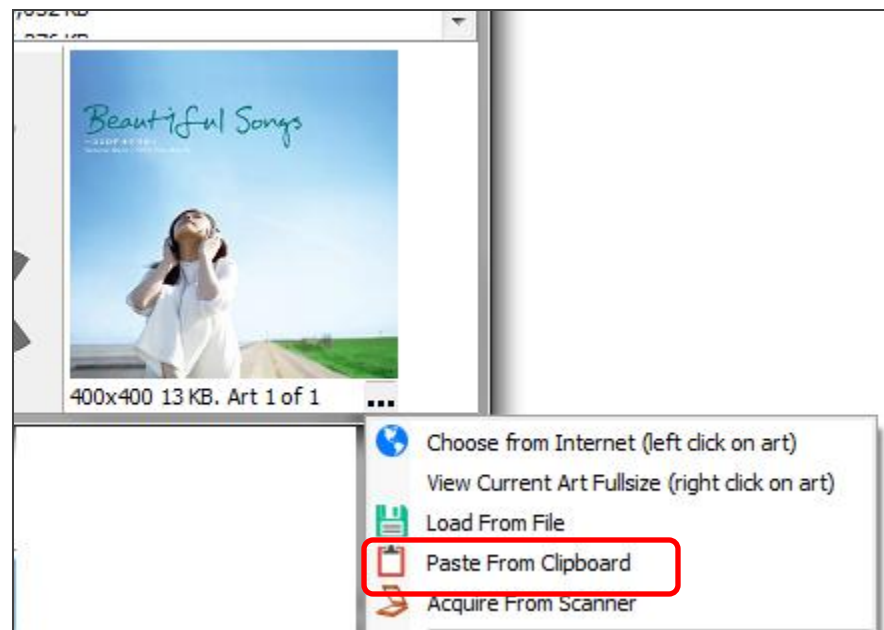 Beautiful Songs
400x400 13 KB. Art 1 of 1
...
Choose from Internet (left click on art)
View Current Art Fullsize (right click on art)
Load From File
Paste From Clipboard
Acquire From Scanner